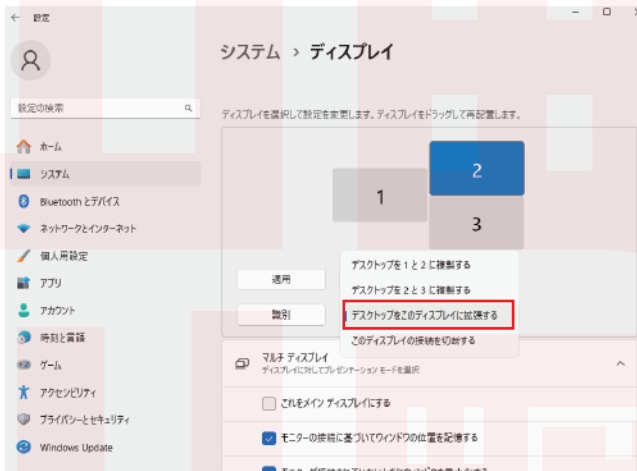 ← 設定
システム › ディスプレイ
設定の検索
ディスプレイを選択して設定を変更します。ディスプレイをドラッグして再配置します。
ホーム
システム
Bluetooth とデバイス
ネットワークとインターネット
個人用設定
アプリ
アカウント
時刻と言語
ゲーム
アクセシビリティ
プライバシーとセキュリティ
Windows Update
1
2
3
適用
識別
デスクトップを 1 と 2 に複製する
デスクトップを 2 と 3 に複製する
デスクトップをこのディスプレイに拡張する
このディスプレイの接続を切断する
マルチ ディスプレイ
ディスプレイに対してプレゼンテーション モードを選択
これをメイン ディスプレイにする
モニターの接続に基づいてウィンドウの位置を記憶する